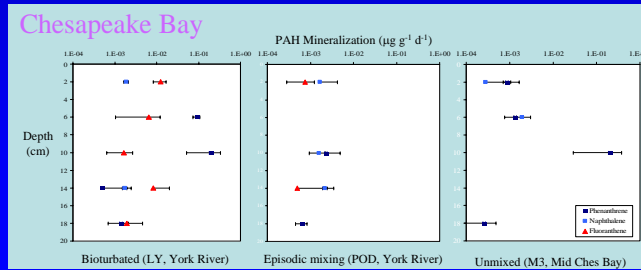 Chesapeake Bay
PAH Mineralization (µg g⁻¹ d⁻¹)
1.E-04 1.E-03 1.E-02 1.E-01 1.E+00 1.E-04 1.E-03 1.E-02 1.E-01 1.E+00 1.E-04 1.E-03 1.E-02 1.E-01
0
2
4
6
8
10
12
14
16
18
20
Depth
(cm)
Phenanthrene
Naphthalene
Fluoranthene
Bioturbated (LY, York River) Episodic mixing (POD, York River) Unmixed (M3, Mid Ches Bay)